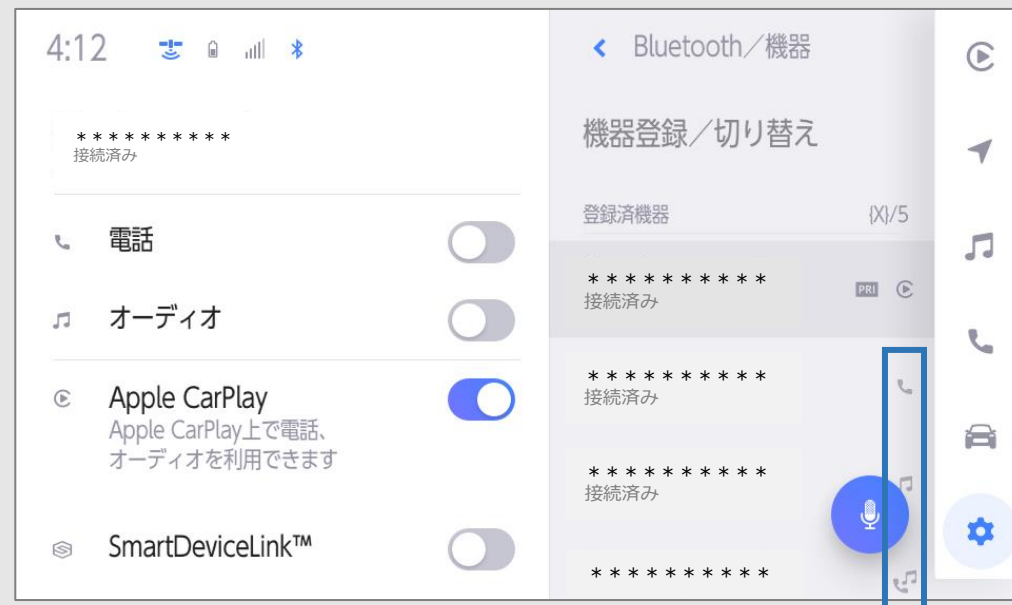 4:12
**********
接続済み
電話
オーディオ
Apple CarPlay
Apple CarPlay上で電話、
オーディオを利用できます
SmartDeviceLink™
Bluetooth／機器
機器登録／切り替え
登録済機器 {X}/5
**********
接続済み
PRI
**********
接続済み
**********
接続済み
**********